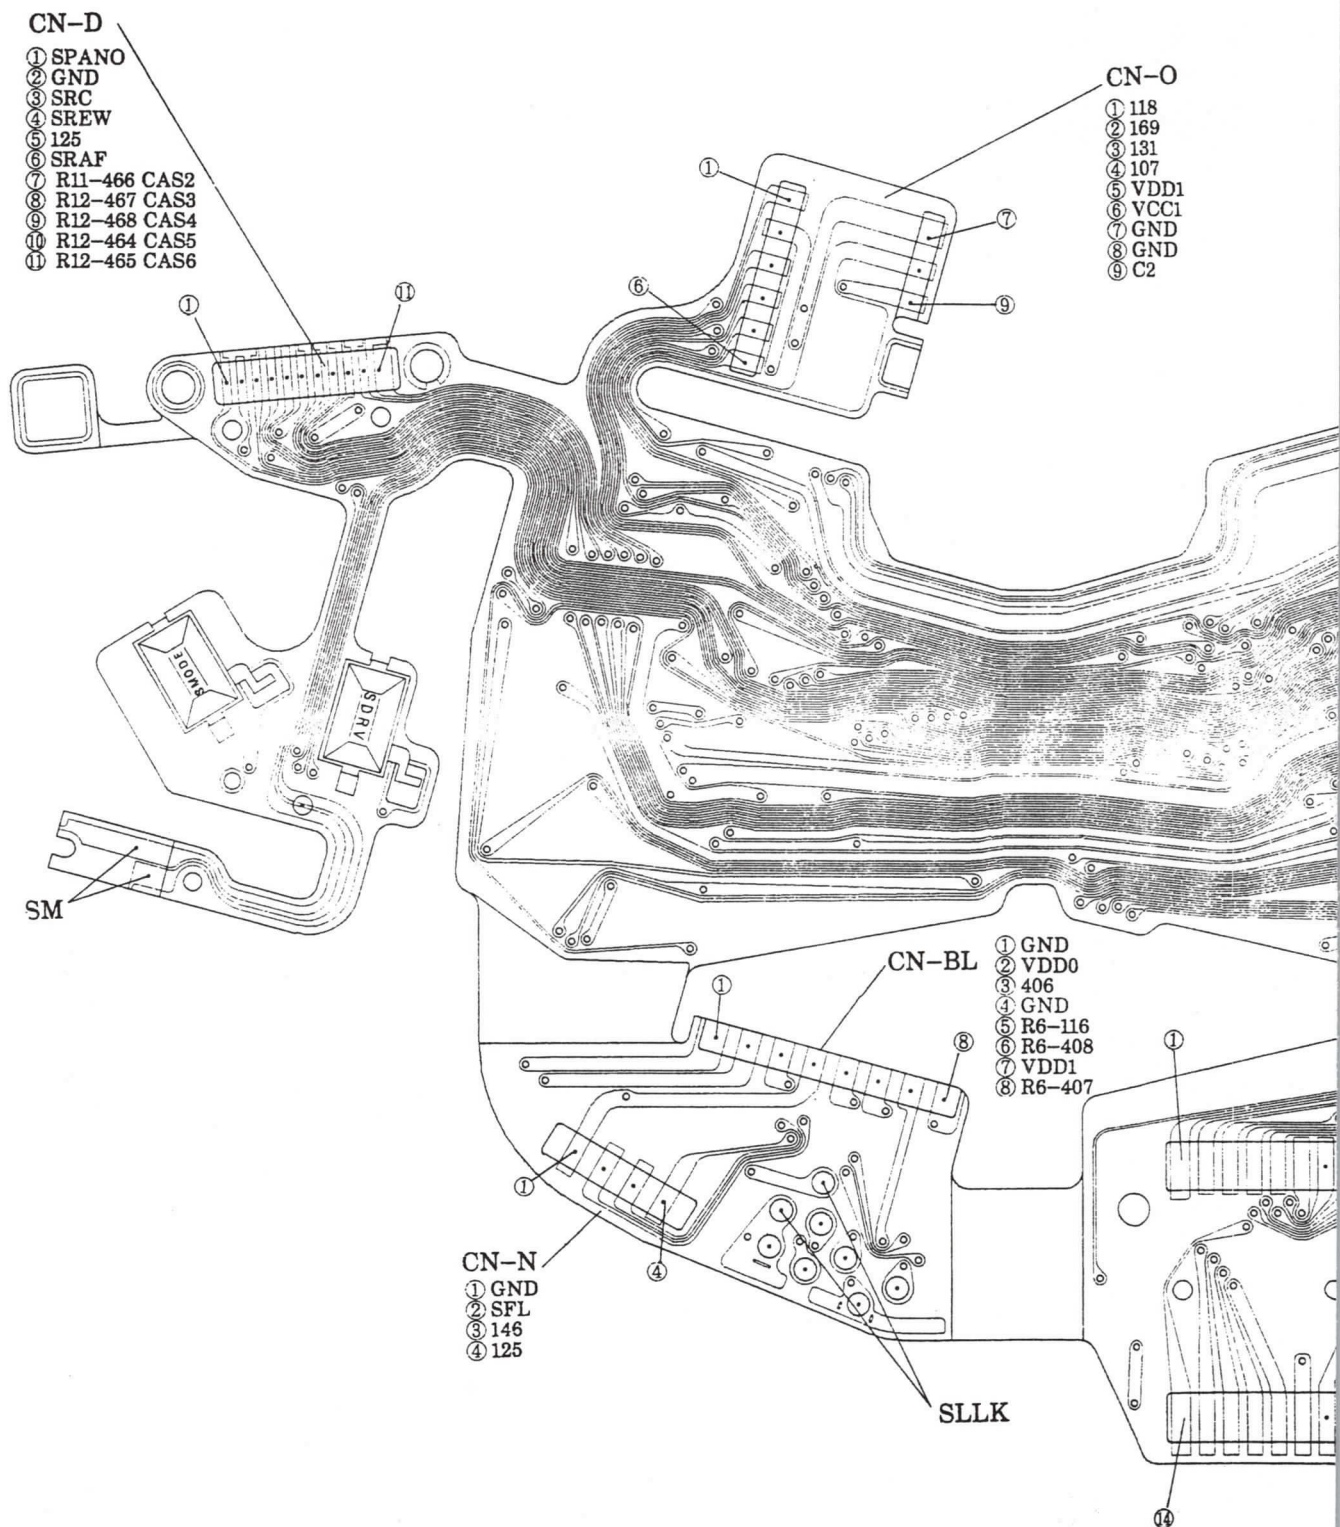 CN-D
① SPANO
② GND
③ SRC
④ SREW
⑤ 125
⑥ SRAF
⑦ R11-466 CAS2
⑧ R12-467 CAS3
⑨ R12-468 CAS4
⑩ R12-464 CAS5
⑪ R12-465 CAS6
CN-O
① 118
② 169
③ 131
④ 107
⑤ VDD1
⑥ VCC1
⑦ GND
⑧ GND
⑨ C2
①
⑦
⑥
⑨
①
⑪
SMODE
SDRV
SM
CN-BL
① GND
② VDD0
③ 406
④ GND
⑤ R6-116
⑥ R6-408
⑦ VDD1
⑧ R6-407
①
⑧
①
①
④
CN-N
① GND
② SFL
③ 146
④ 125
SLLK
⑭